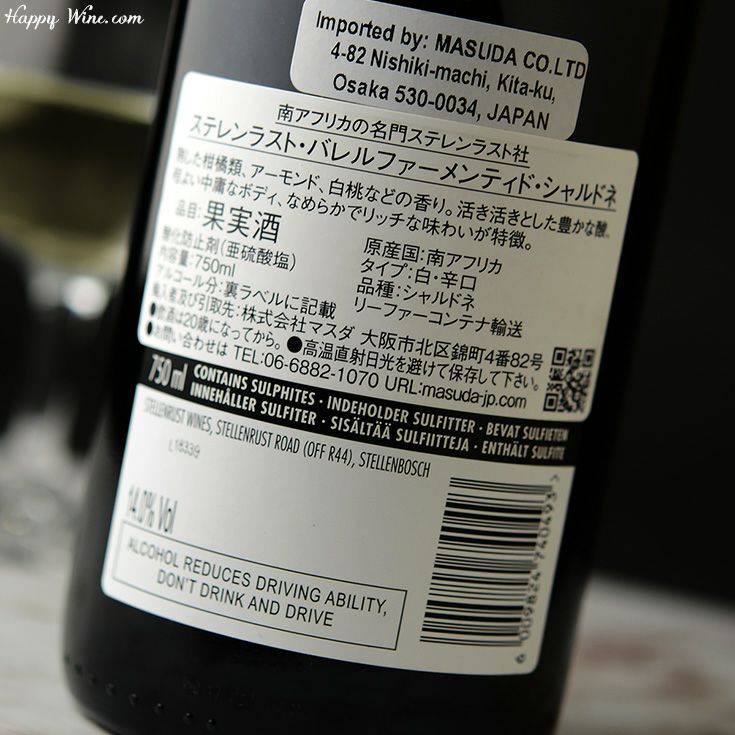 Happy Wine.com
Imported by: MASUDA CO.LTD
4-82 Nishiki-machi, Kita-ku,
Osaka 530-0034, JAPAN
南アフリカの名門ステレンラスト社
ステレンラスト・バレルファーメンティド・シャルドネ
熟した柑橘類、アーモンド、白桃などの香り。活き活きとした豊かな酸、
程よい中庸なボディ、なめらかでリッチな味わいが特徴。
品目:果実酒
酸化防止剤(亜硫酸塩)
内容量:750ml
アルコール分:裏ラベルに記載
原産国:南アフリカ
タイプ:白・辛口
品種:シャルドネ
リーファーコンテナ輸送
輸入者及び引取先:株式会社マスダ 大阪市北区錦町4番82号
●飲酒は20歳になってから。●高温直射日光を避けて保存して下さい。
●お問い合わせは TEL:06-6882-1070 URL:masuda-jp.com
750 ml
CONTAINS SULPHITES · INDEHOLDER SULFITTER · BEVAT SULFIETEN
INNEHÅLLER SULFITER · SISÄLTÄÄ SULFIITTEJA · ENTHÄLT SULFITE
STELLENRUST WINES, STELLENRUST ROAD (OFF R44), STELLENBOSCH
L18339
14.0% Vol
ALCOHOL REDUCES DRIVING ABILITY,
DON'T DRINK AND DRIVE
6 009824 740493 >